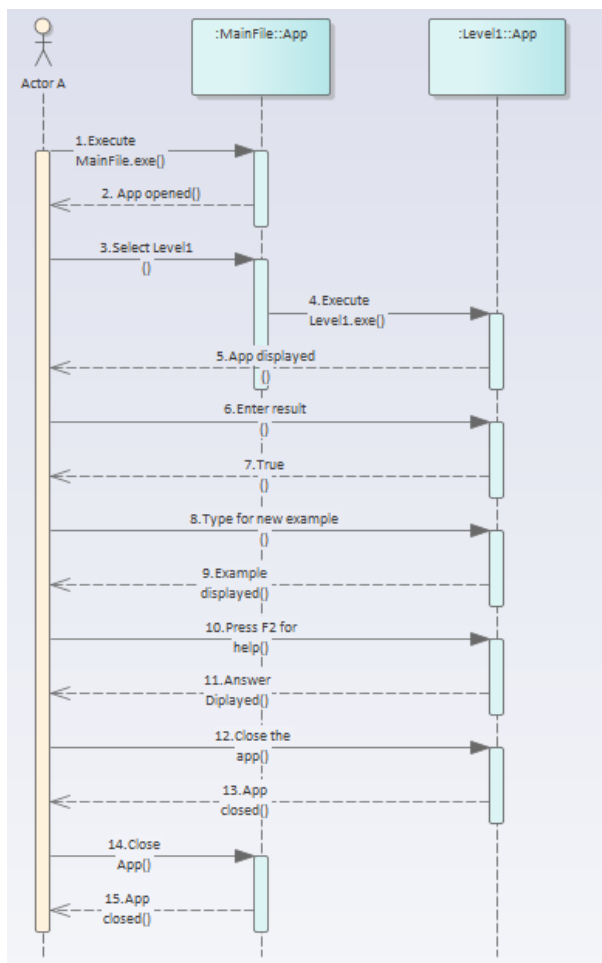 :MainFile::App
:Level1::App
Actor A
1.Execute
MainFile.exe()
2. App opened()
3.Select Level1
()
4.Execute
Level1.exe()
5.App displayed
()
6.Enter result
()
7.True
()
8.Type for new example
()
9.Example
displayed()
10.Press F2 for
help()
11.Answer
Diplayed()
12.Close the
app()
13.App
closed()
14.Close
App()
15.App
closed()